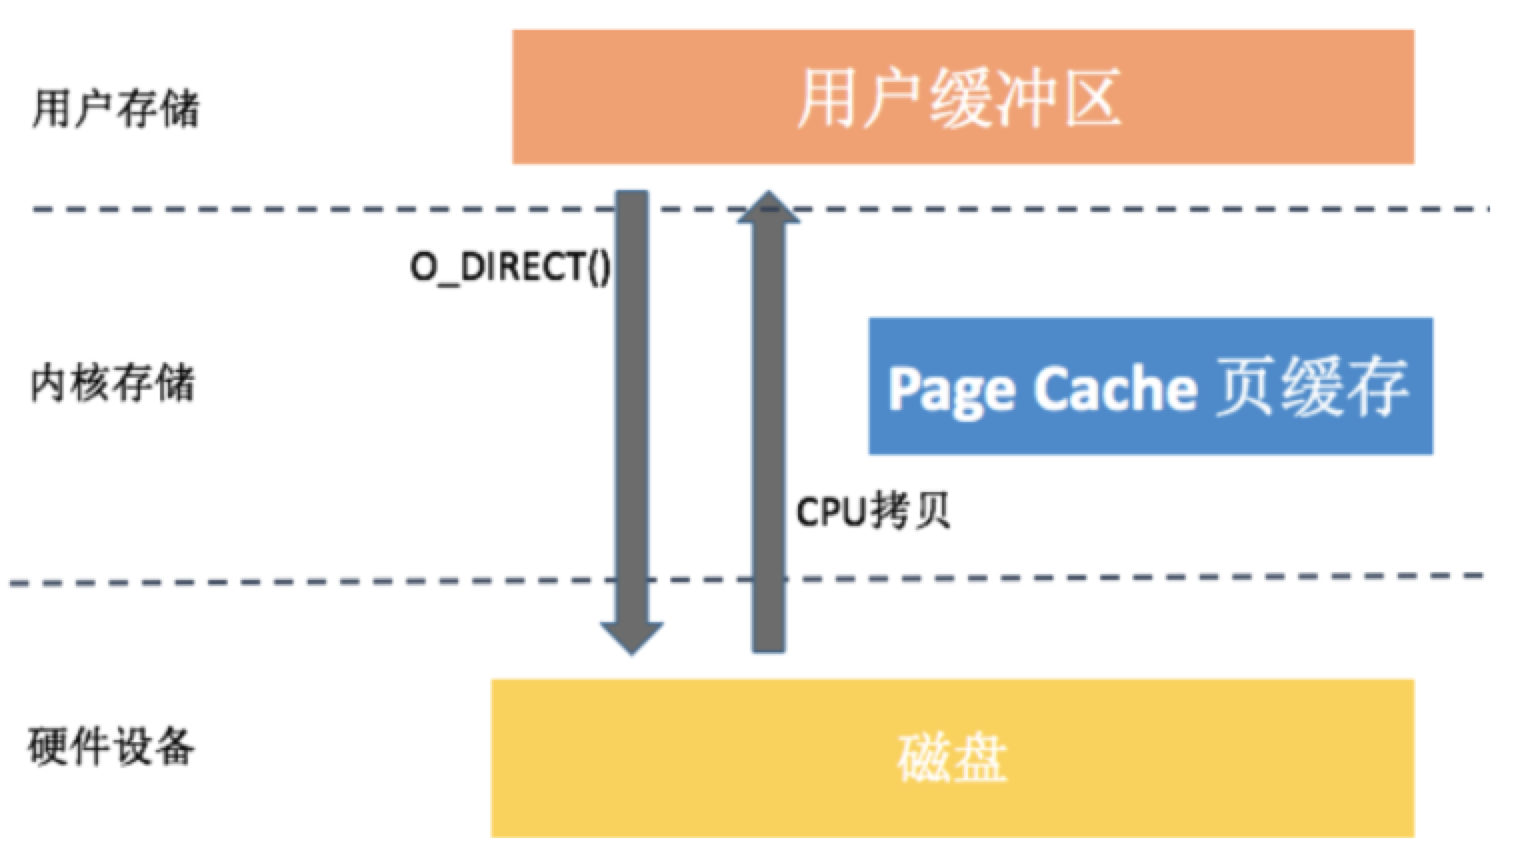 用户缓冲区
用户存储
O_DIRECT()
Page Cache 页缓存
内核存储
CPU拷贝
硬件设备
磁盘